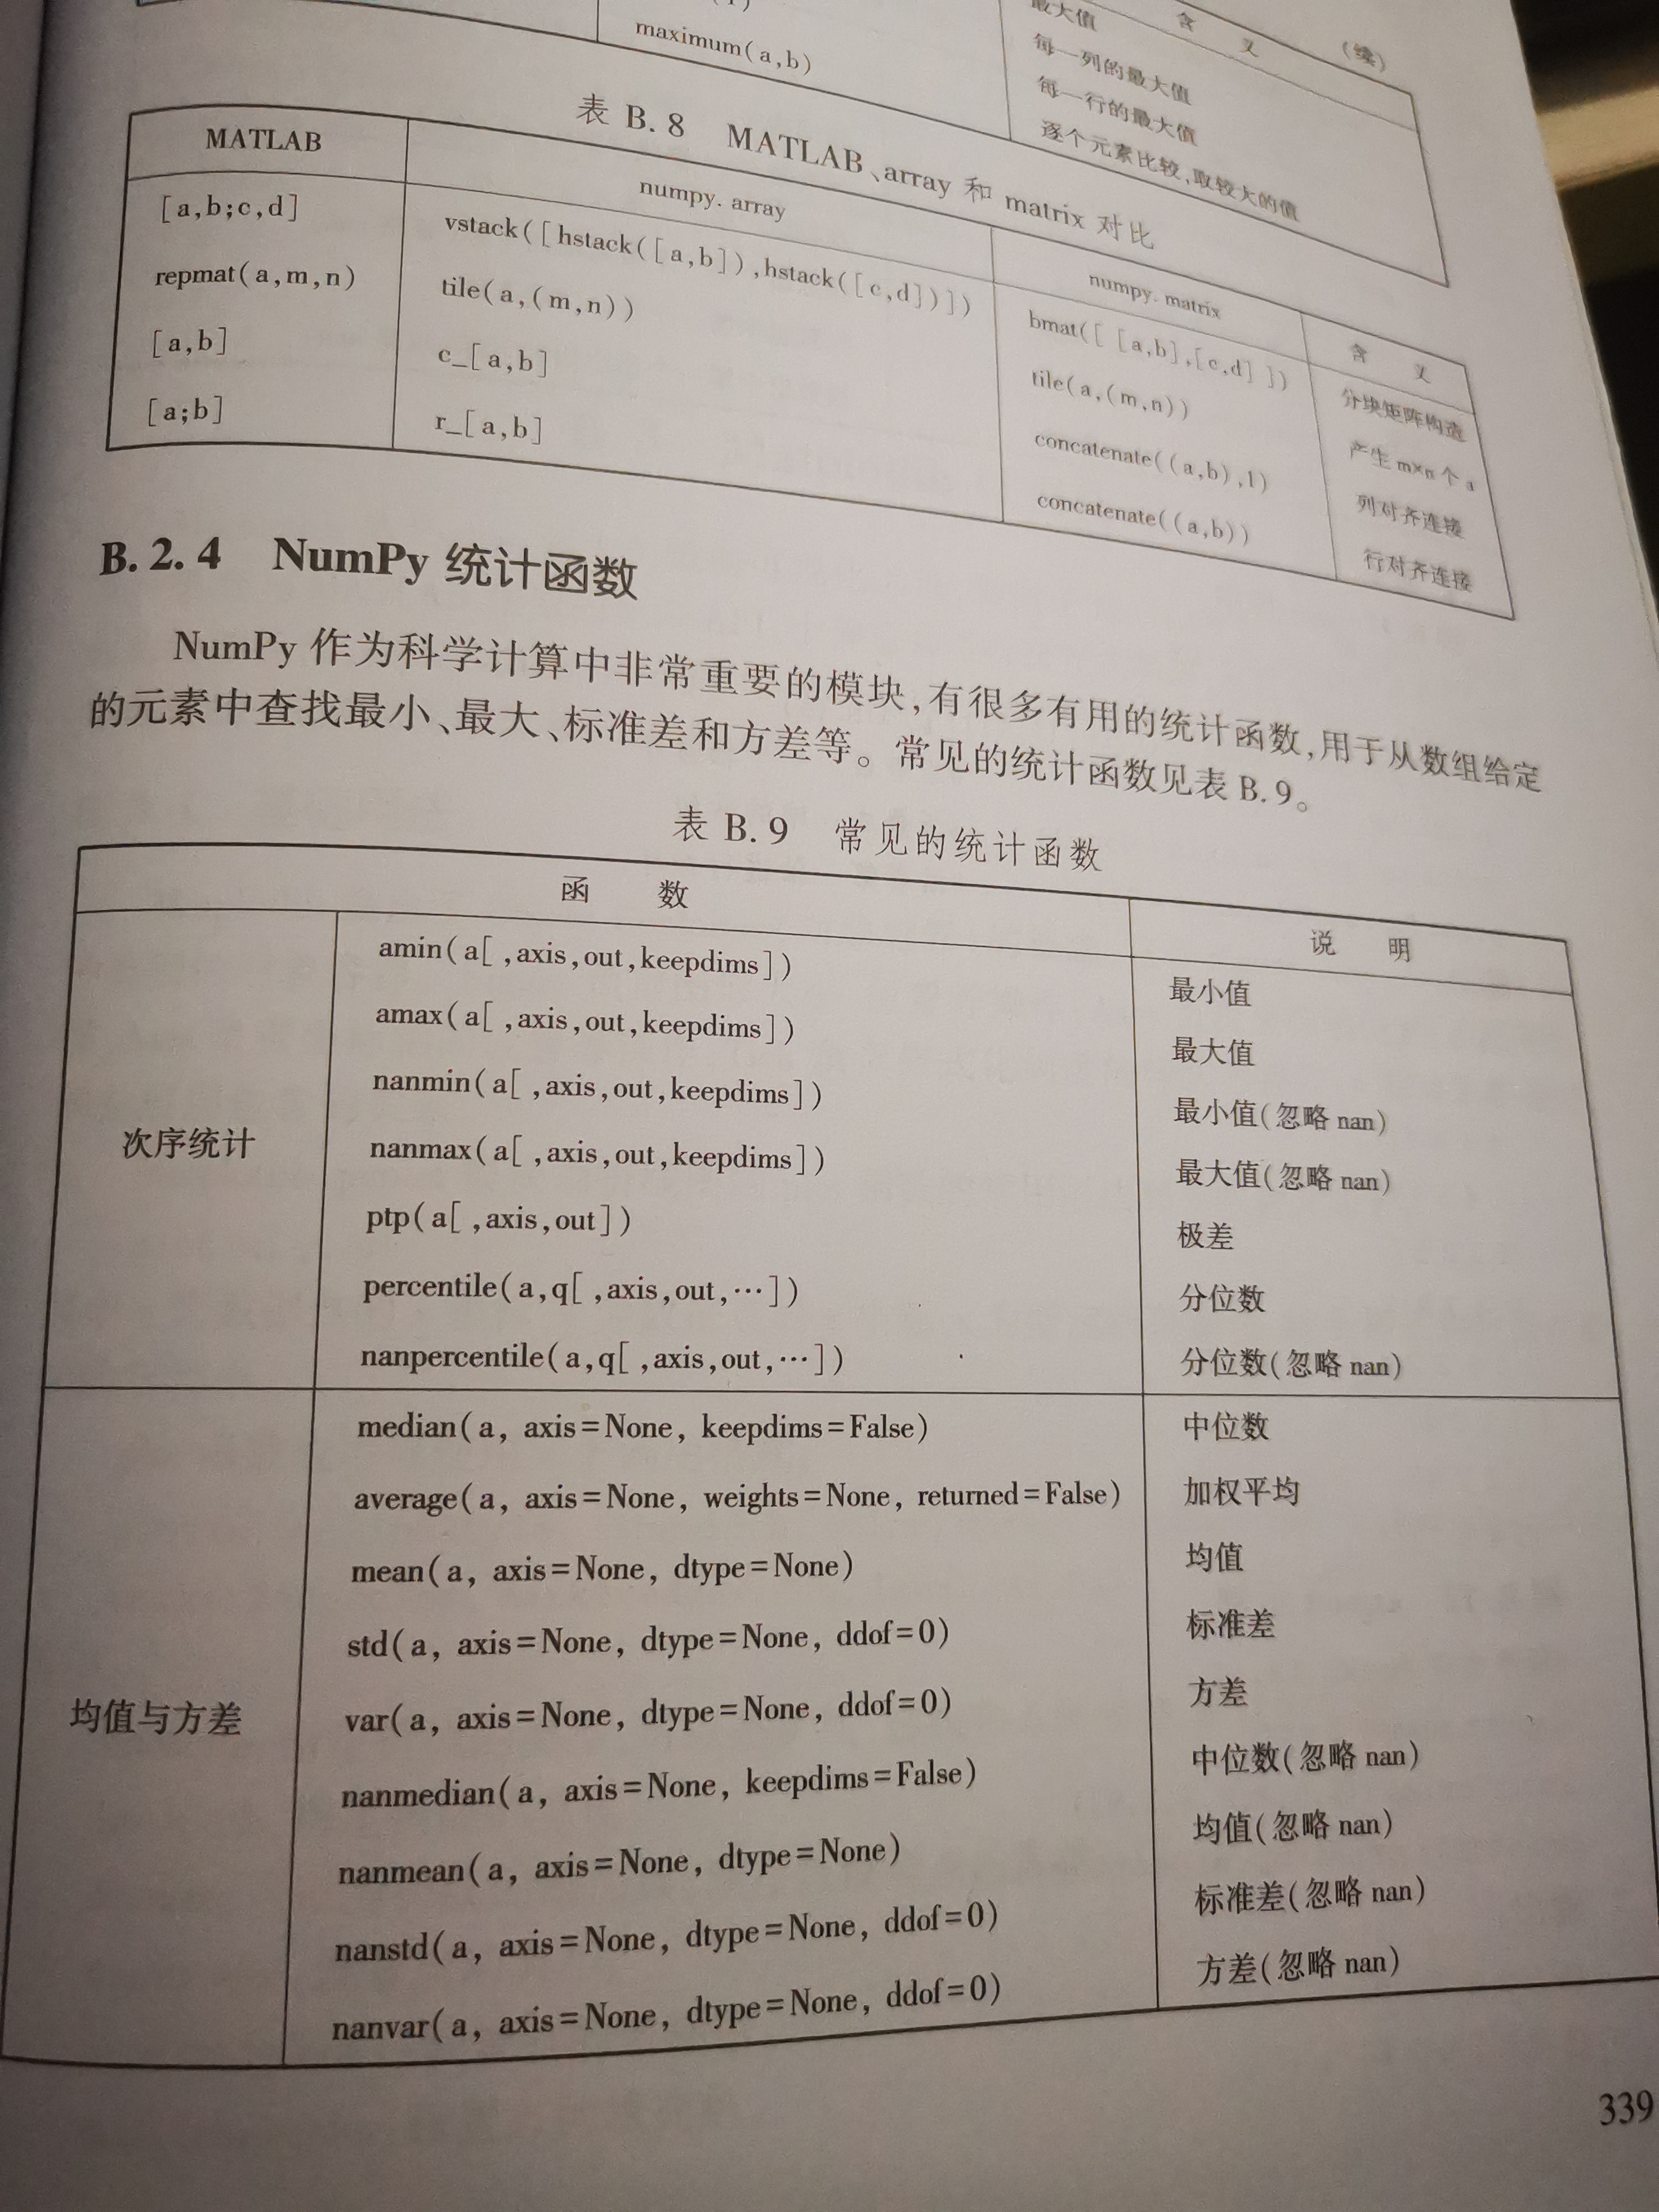 (续)
含 义
最大值
每一列的最大值
每一行的最大值
maximum(a,b) 逐个元素比较,取较大的值
表 B.8 MATLAB、array 和 matrix 对比
MATLAB numpy. array numpy. matrix 含 义
[a,b;c,d] vstack([hstack([a,b]),hstack([c,d])]) bmat([ [a,b],[c,d] ]) 分块矩阵构造
repmat(a,m,n) tile(a,(m,n)) tile(a,(m,n)) 产生 m×n 个 a
[a,b] c_[a,b] concatenate((a,b),1) 列对齐连接
[a;b] r_[a,b] concatenate((a,b)) 行对齐连接
B.2.4 NumPy 统计函数
NumPy 作为科学计算中非常重要的模块,有很多有用的统计函数,用于从数组给定
的元素中查找最小、最大、标准差和方差等。常见的统计函数见表 B.9。
表 B.9 常见的统计函数
函 数 说 明
次序统计
amin(a[,axis,out,keepdims]) 最小值
amax(a[,axis,out,keepdims]) 最大值
nanmin(a[,axis,out,keepdims]) 最小值(忽略 nan)
nanmax(a[,axis,out,keepdims]) 最大值(忽略 nan)
ptp(a[,axis,out]) 极差
percentile(a,q[,axis,out,…]) 分位数
nanpercentile(a,q[,axis,out,…]) 分位数(忽略 nan)
均值与方差
median(a, axis=None, keepdims=False) 中位数
average(a, axis=None, weights=None, returned=False) 加权平均
mean(a, axis=None, dtype=None) 均值
std(a, axis=None, dtype=None, ddof=0) 标准差
var(a, axis=None, dtype=None, ddof=0) 方差
nanmedian(a, axis=None, keepdims=False) 中位数(忽略 nan)
nanmean(a, axis=None, dtype=None) 均值(忽略 nan)
nanstd(a, axis=None, dtype=None, ddof=0) 标准差(忽略 nan)
nanvar(a, axis=None, dtype=None, ddof=0) 方差(忽略 nan)
339